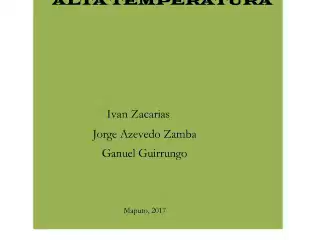 ALTA TEMPERATURA
Ivan Zacarias
Jorge Azevedo Zamba
Ganuel Guirrungo
Maputo, 2017